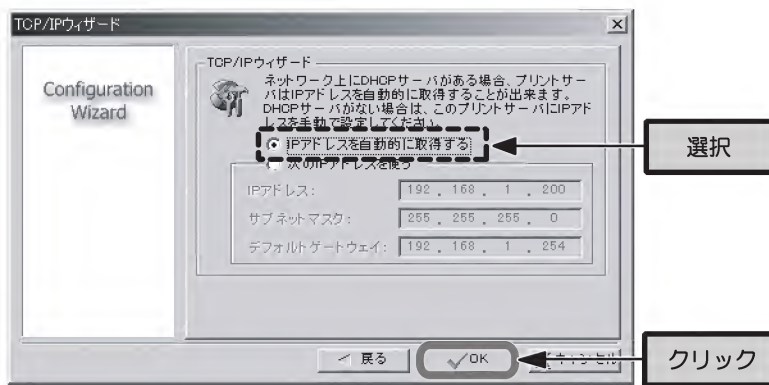 TCP/IPウィザード
Configuration
Wizard
TCP/IPウィザード
ネットワーク上にDHCPサーバがある場合、プリントサー
バはIPアドレスを自動的に取得することが出来ます。
DHCPサーバがない場合は、このプリントサーバにIPアド
レスを手動で設定してください。
IPアドレスを自動的に取得する
選択
次のIPアドレスを使う
IPアドレス: 192 . 168 . 1 . 200
サブネットマスク: 255 . 255 . 255 . 0
デフォルトゲートウェイ: 192 . 168 . 1 . 254
< 戻る
OK
キャンセル
クリック